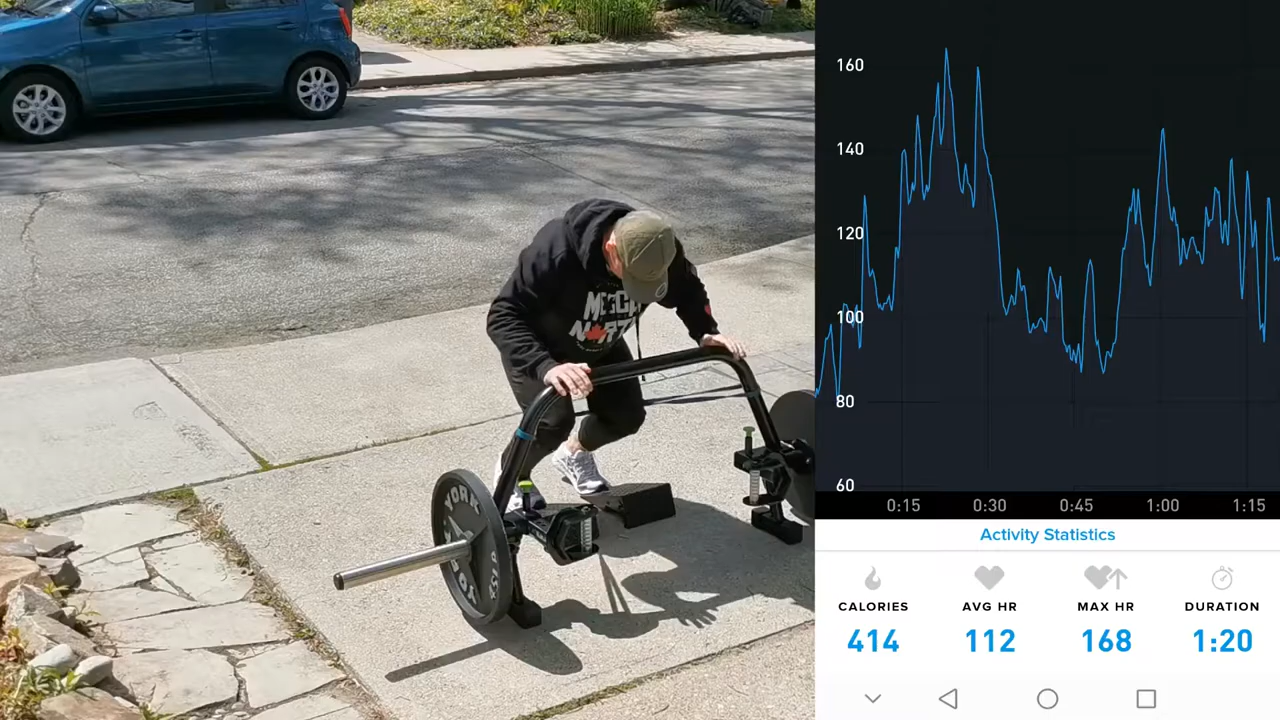 YORK
YORK
160
140
120
100
80
60
0:15 0:30 0:45 1:00 1:15
Activity Statistics
CALORIES AVG HR MAX HR DURATION
414 112 168 1:20